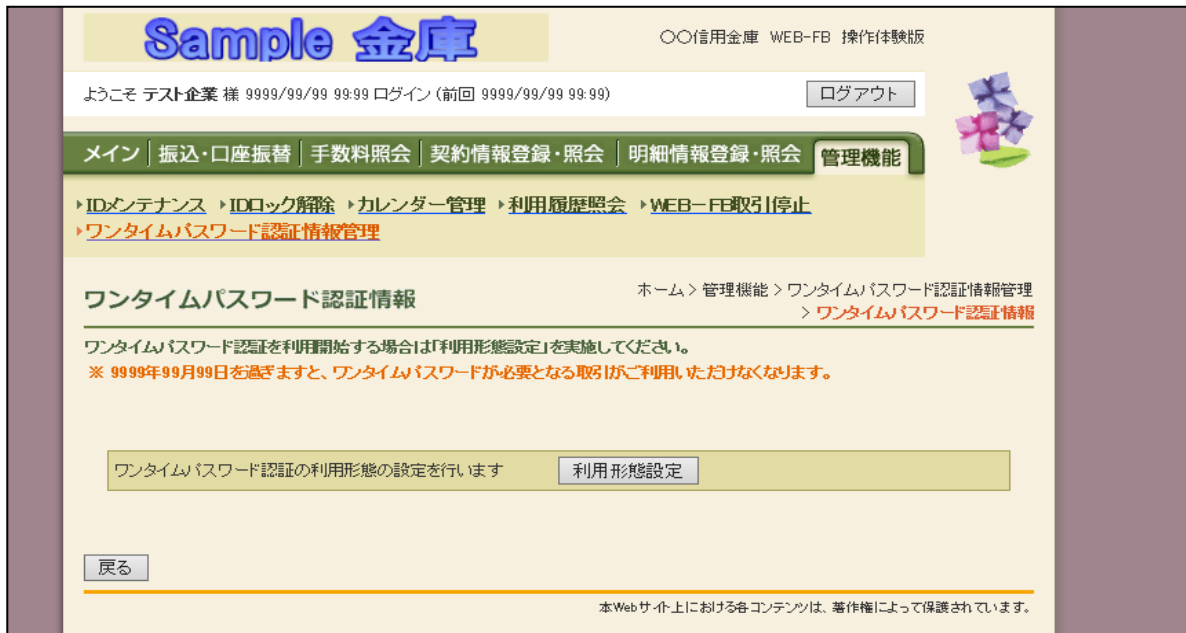 Sample 金庫
〇〇信用金庫 WEB-FB 操作体験版
ようこそ テスト企業 様 9999/99/99 99:99 ログイン (前回 9999/99/99 99:99)
ログアウト
メイン 振込・口座振替 手数料照会 契約情報登録・照会 明細情報登録・照会 管理機能
IDメンテナンス IDロック解除 カレンダー管理 利用履歴照会 WEB－FB取引停止
ワンタイムパスワード認証情報管理
ワンタイムパスワード認証情報
ホーム > 管理機能 > ワンタイムパスワード認証情報管理
> ワンタイムパスワード認証情報
ワンタイムパスワード認証を利用開始する場合は「利用形態設定」を実施してください。
※ 9999年99月99日を過ぎますと、ワンタイムパスワードが必要となる取引がご利用いただけなくなります。
ワンタイムパスワード認証の利用形態の設定を行います 利用形態設定
戻る
本Webサイト上における各コンテンツは、著作権によって保護されています。